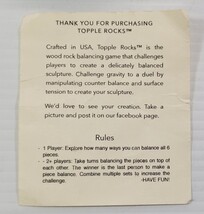 THANK YOU FOR PURCHASING
TOPPLE ROCKS™
Crafted in USA, Topple Rocks™ is the
wood rock balancing game that challenges
players to create a delicately balanced
sculpture. Challenge gravity to a duel by
manipulating counter balance and surface
tension to create your sculpture.
We'd love to see your creation. Take a
picture and post it on our facebook page.
Rules
- 1 Player: Explore how many ways you can balance all 6
pieces.
- 2+ players: Take turns balancing the pieces on top of
each other. The winner is the last person to make a
piece balance. Combine multiple sets to increase the
challenge. -HAVE FUN!